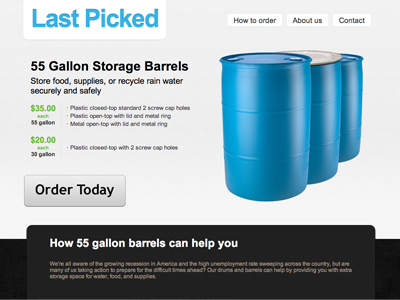 Last Picked
How to order
About us
Contact
55 Gallon Storage Barrels
Store food, supplies, or recycle rain water
securely and safely
$35.00
each
55 gallon
· Plastic closed-top standard 2 screw cap holes
· Plastic open-top with lid and metal ring
· Metal open-top with lid and metal ring
$20.00
each
30 gallon
· Plastic closed-top with 2 screw cap holes
Order Today
How 55 gallon barrels can help you
We're all aware of the growing recession in America and the high unemployment rate sweeping across the country, but are
many of us taking action to prepare for the difficult times ahead? Our drums and barrels can help by providing you with extra
storage space for water, food, and supplies.